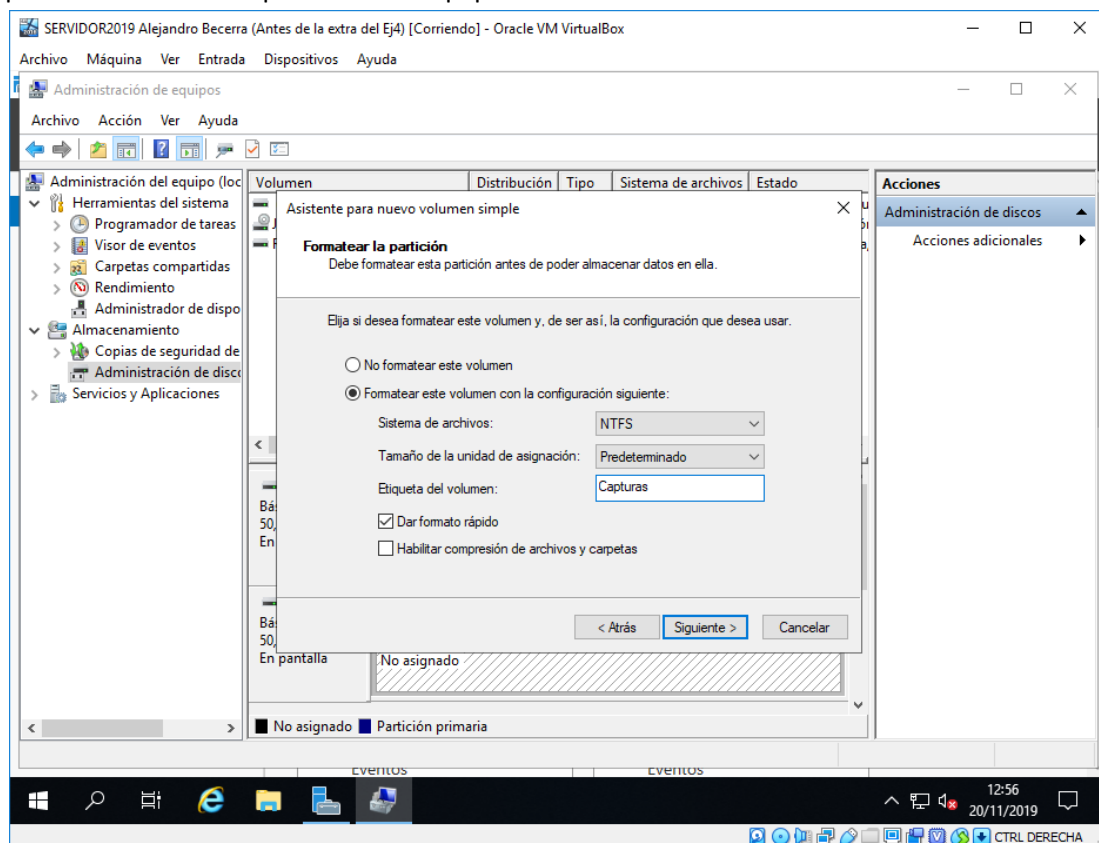 SERVIDOR2019 Alejandro Becerra (Antes de la extra del Ej4) [Corriendo] - Oracle VM VirtualBox
Archivo Máquina Ver Entrada Dispositivos Ayuda
Administración de equipos
Archivo Acción Ver Ayuda
Administración del equipo (loc
Herramientas del sistema
Programador de tareas
Visor de eventos
Carpetas compartidas
Rendimiento
Administrador de dispo
Almacenamiento
Copias de seguridad de
Administración de disco
Servicios y Aplicaciones
Volumen Distribución Tipo Sistema de archivos Estado
Asistente para nuevo volumen simple
Formatear la partición
Debe formatear esta partición antes de poder almacenar datos en ella.
Elija si desea formatear este volumen y, de ser así, la configuración que desea usar.
No formatear este volumen
Formatear este volumen con la configuración siguiente:
Sistema de archivos: NTFS
Tamaño de la unidad de asignación: Predeterminado
Etiqueta del volumen: Capturas
Dar formato rápido
Habilitar compresión de archivos y carpetas
< Atrás Siguiente > Cancelar
Bá
50,
En
Bá
50,
En pantalla
No asignado
No asignado Partición primaria
Acciones
Administración de discos
Acciones adicionales
Eventos Eventos
12:56
20/11/2019
CTRL DERECHA